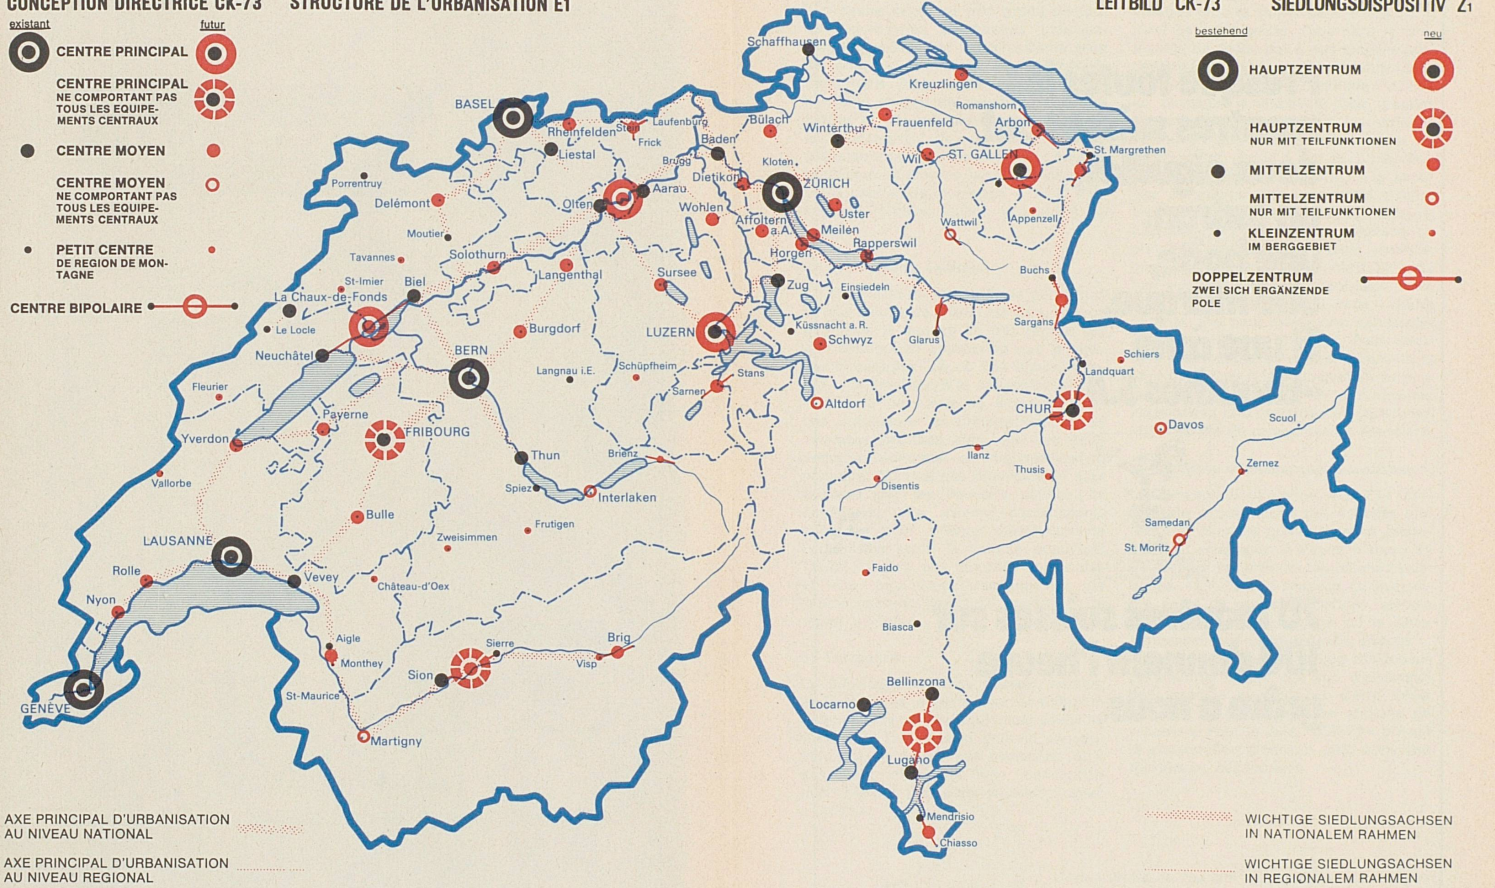 CONCEPTION DIRECTRICE CK-73 STRUCTURE DE L'URBANISATION E1
LEITBILD CK-73 SIEDLUNGSDISPOSITIV Z1
existant
futur
CENTRE PRINCIPAL
CENTRE PRINCIPAL
NE COMPORTANT PAS
TOUS LES EQUIPE-
MENTS CENTRAUX
CENTRE MOYEN
CENTRE MOYEN
NE COMPORTANT PAS
TOUS LES EQUIPE-
MENTS CENTRAUX
PETIT CENTRE
DE REGION DE MON-
TAGNE
CENTRE BIPOLAIRE
bestehend
neu
HAUPTZENTRUM
HAUPTZENTRUM
NUR MIT TEILFUNKTIONEN
MITTELZENTRUM
MITTELZENTRUM
NUR MIT TEILFUNKTIONEN
KLEINZENTRUM
IM BERGGEBIET
DOPPELZENTRUM
ZWEI SICH ERGÄNZENDE
POLE
Schaffhausen
Kreuzlingen
Romanshorn
BASEL
Rheinfelden
Stein
Laufenburg
Frick
Bülach
Winterthur
Frauenfeld
Arbon
Liestal
Baden
Brugg
Kloten
Wil
ST. GALLEN
St. Margrethen
Porrentruy
Delémont
Olten
Aarau
Dietikon
ZÜRICH
Wohlen
Affoltern
a.A.
Uster
Meilen
Wattwil
Appenzell
Moutier
Tavannes
Solothurn
Langenthal
Sursee
Horgen
Rapperswil
Buchs
St-Imier
Biel
Zug
Einsiedeln
La Chaux-de-Fonds
Le Locle
Burgdorf
LUZERN
Küssnacht a. R.
Schwyz
Glarus
Sargans
Neuchâtel
BERN
Langnau i.E.
Schüpfheim
Stans
Sarnen
Altdorf
Schiers
Landquart
Fleurier
Payerne
FRIBOURG
CHUR
Davos
Scuol
Yverdon
Thun
Brienz
Ilanz
Thusis
Zernez
Vallorbe
Spiez
Interlaken
Disentis
Bulle
Frutigen
Zweisimmen
Samedan
St. Moritz
LAUSANNE
Rolle
Vevey
Château-d'Oex
Faido
Nyon
Aigle
Monthey
Sierre
Brig
Visp
Biasca
GENÈVE
Sion
St-Maurice
Bellinzona
Locarno
Martigny
Lugano
Mendrisio
Chiasso
AXE PRINCIPAL D'URBANISATION
AU NIVEAU NATIONAL
AXE PRINCIPAL D'URBANISATION
AU NIVEAU REGIONAL
WICHTIGE SIEDLUNGSACHSEN
IN NATIONALEM RAHMEN
WICHTIGE SIEDLUNGSACHSEN
IN REGIONALEM RAHMEN